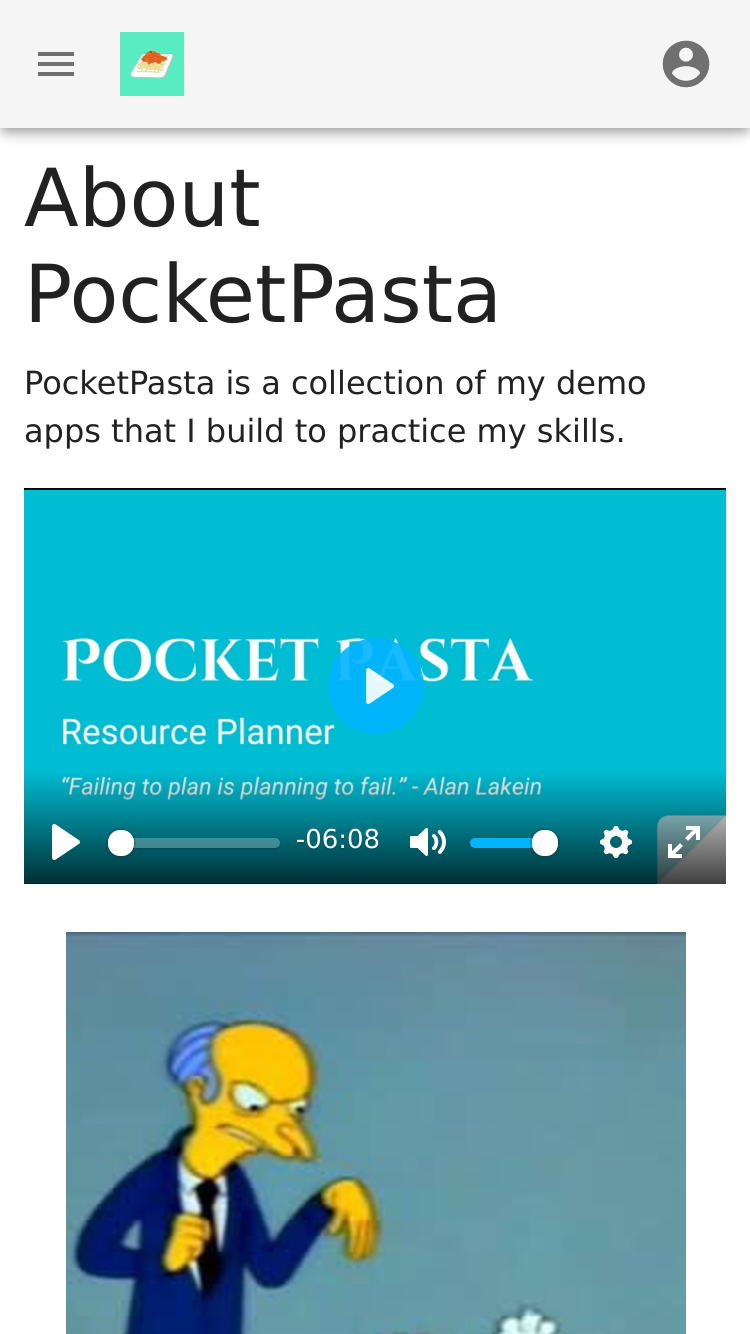 About
PocketPasta
PocketPasta is a collection of my demo
apps that I build to practice my skills.
POCKET PASTA
Resource Planner
“Failing to plan is planning to fail.” - Alan Lakein
-06:08